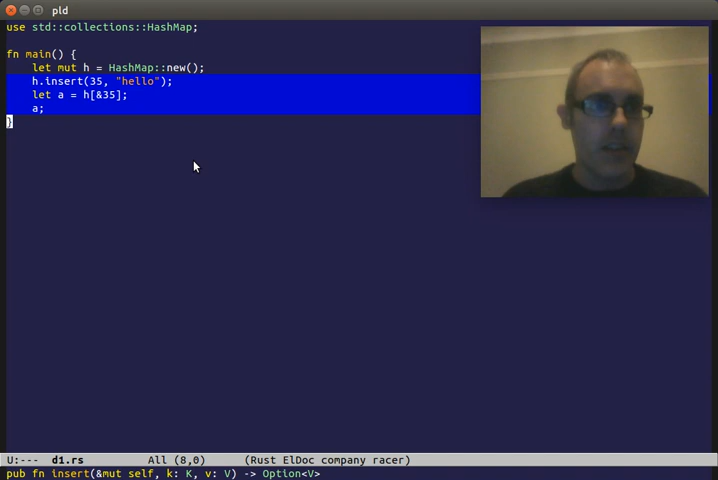 pld
use std::collections::HashMap;
fn main() {
let mut h = HashMap::new();
h.insert(35, "hello");
let a = h[&35];
a;
}
U:--- d1.rs All (8,0) (Rust ElDoc company racer)
pub fn insert(&mut self, k: K, v: V) -> Option<V>